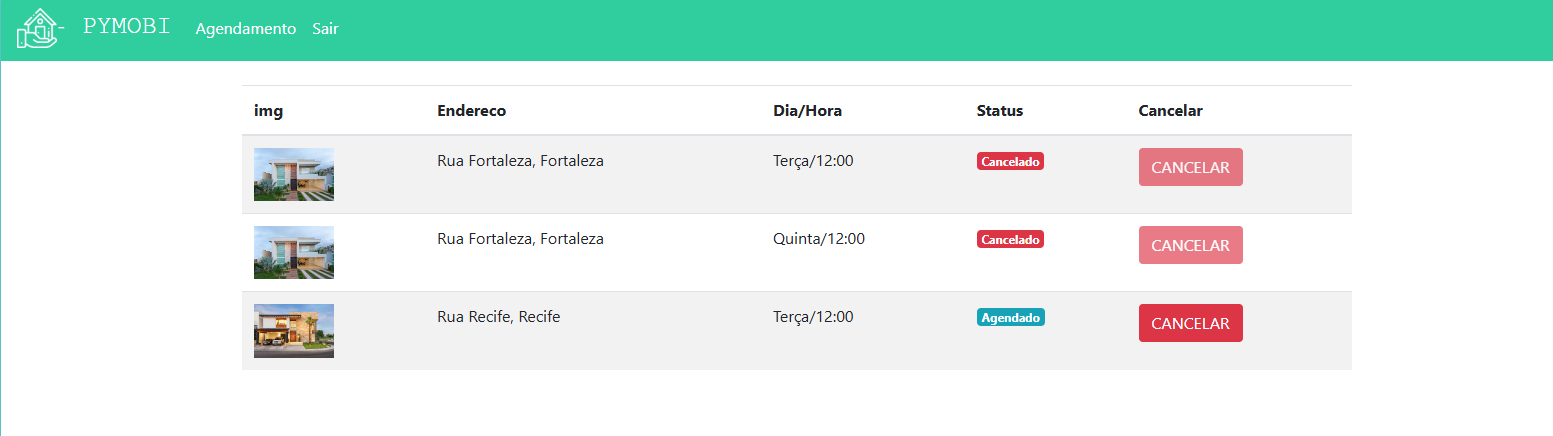 PYMOBI Agendamento Sair
img Endereco Dia/Hora Status Cancelar
Rua Fortaleza, Fortaleza Terça/12:00 Cancelado CANCELAR
Rua Fortaleza, Fortaleza Quinta/12:00 Cancelado CANCELAR
Rua Recife, Recife Terça/12:00 Agendado CANCELAR